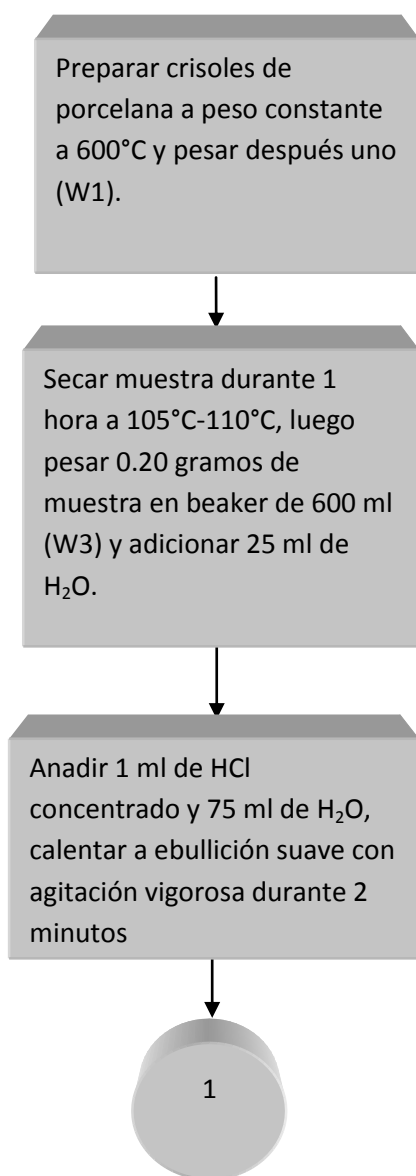 Preparar crisoles de
porcelana a peso constante
a 600°C y pesar después uno
(W1).
Secar muestra durante 1
hora a 105°C-110°C, luego
pesar 0.20 gramos de
muestra en beaker de 600 ml
(W3) y adicionar 25 ml de
H₂O.
Anadir 1 ml de HCl
concentrado y 75 ml de H₂O,
calentar a ebullición suave con
agitación vigorosa durante 2
minutos
1